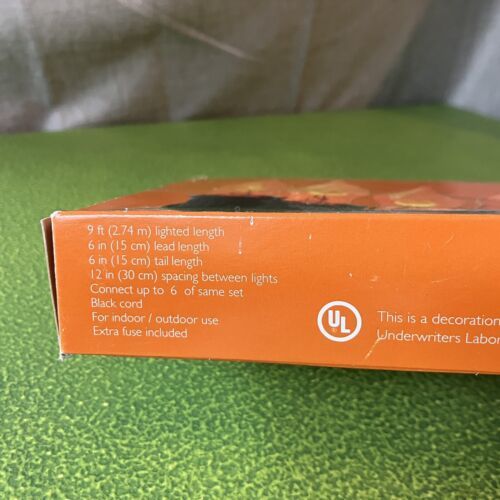 9 ft (2.74 m) lighted length
6 in (15 cm) lead length
6 in (15 cm) tail length
12 in (30 cm) spacing between lights
Connect up to 6 of same set
Black cord
For indoor / outdoor use
Extra fuse included
UL
This is a decoration
Underwriters Labor